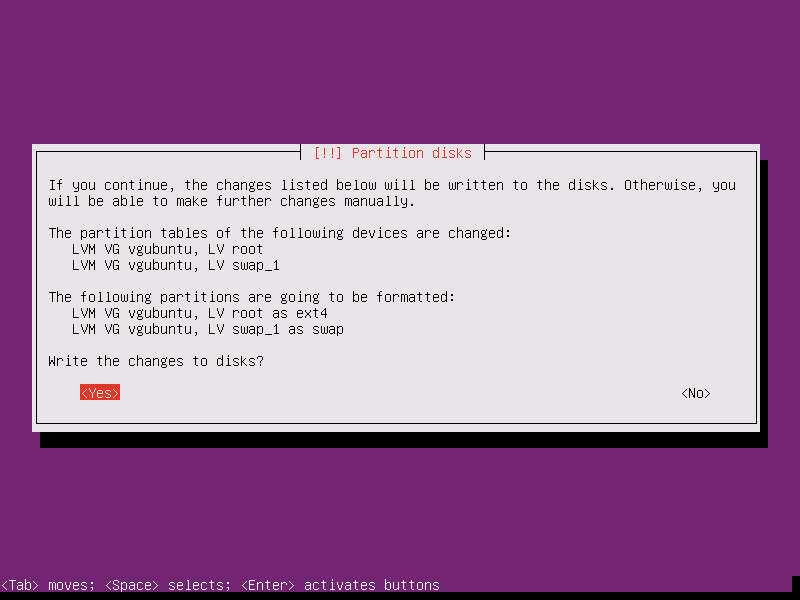 [!!] Partition disks
If you continue, the changes listed below will be written to the disks. Otherwise, you
will be able to make further changes manually.
The partition tables of the following devices are changed:
LVM VG vgubuntu, LV root
LVM VG vgubuntu, LV swap_1
The following partitions are going to be formatted:
LVM VG vgubuntu, LV root as ext4
LVM VG vgubuntu, LV swap_1 as swap
Write the changes to disks?
<Yes> <No>
<Tab> moves; <Space> selects; <Enter> activates buttons